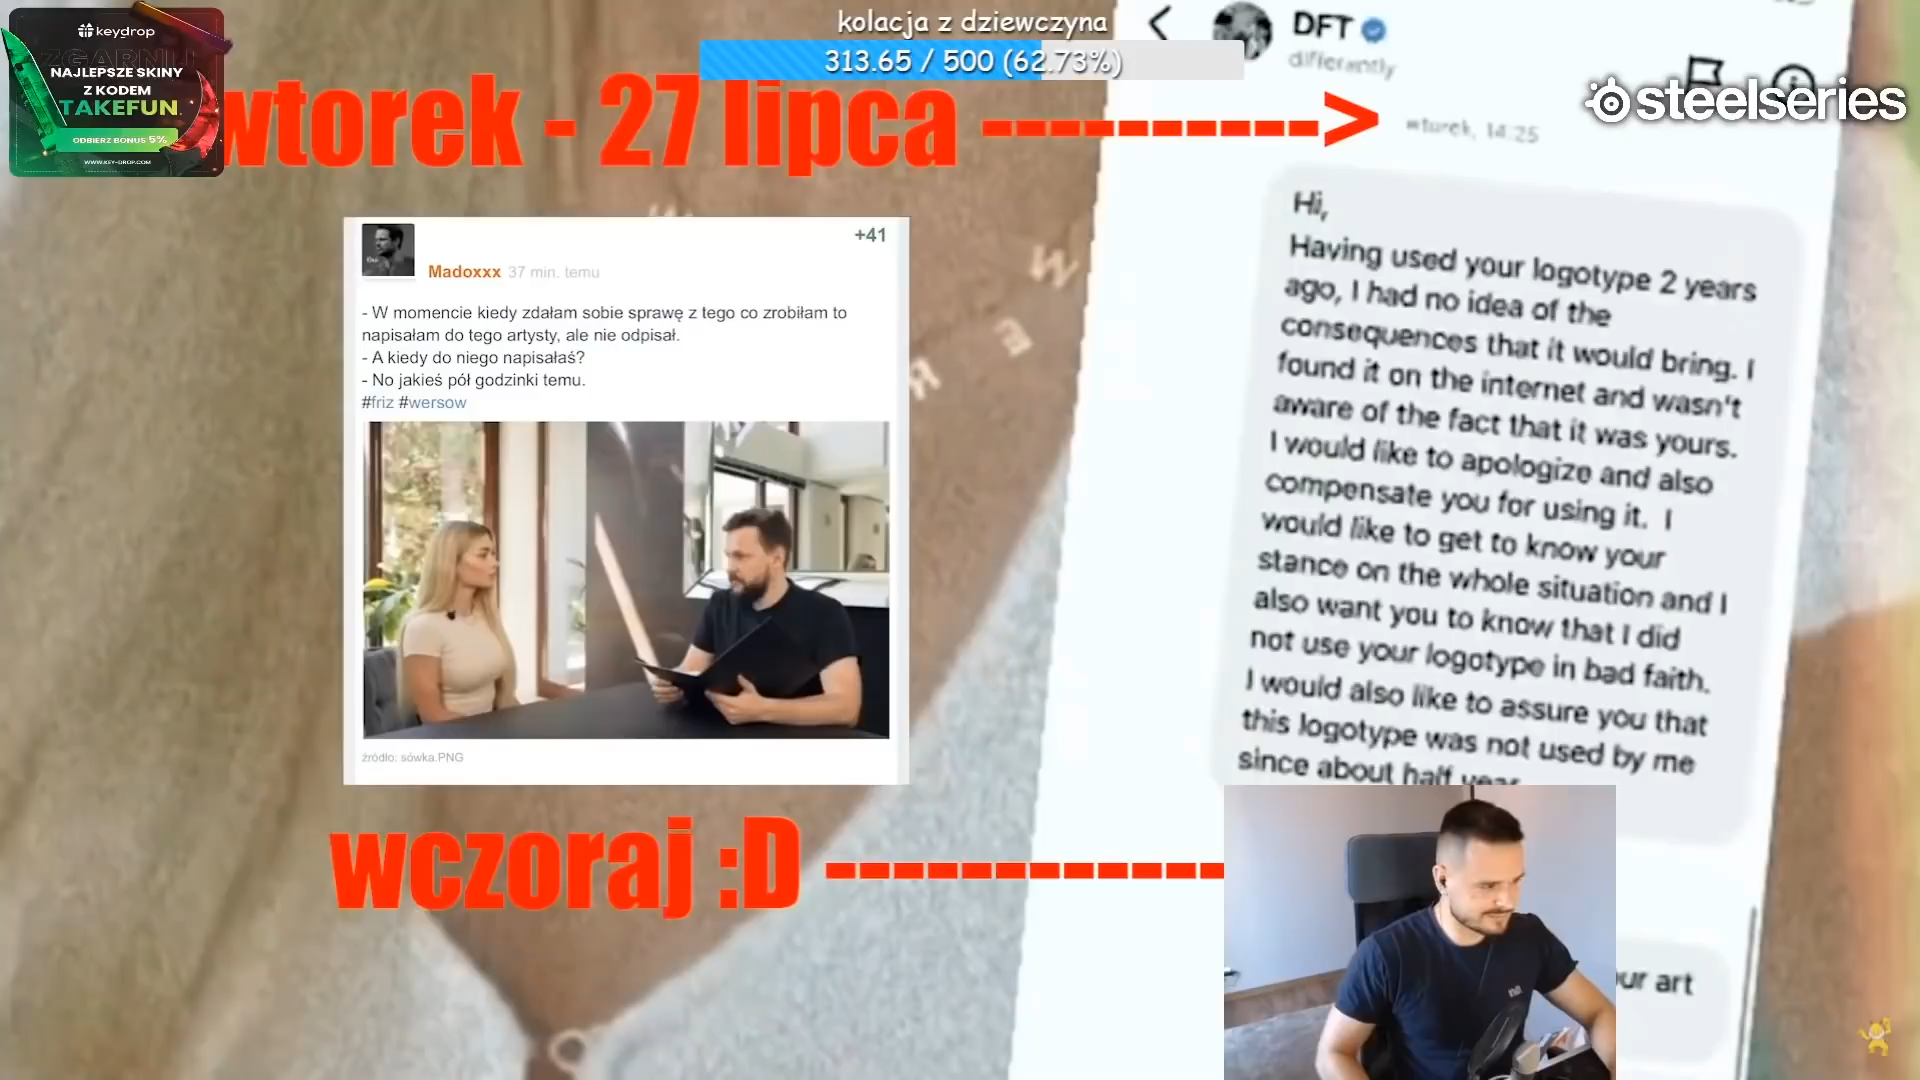 keydrop
ZGARNIJ
NAJLEPSZE SKINY
Z KODEM
TAKEFUN
ODBIERZ BONUS 5%
WWW.KEY-DROP.COM
kolacja z dziewczyna
313.65 / 500 (62.73%)
wtorek - 27 lipca ---------->
DFT
differantly
steelseries
wtorek, 14:25
+41
Madoxxx 37 min. temu
- W momencie kiedy zdałam sobie sprawę z tego co zrobiłam to
napisałam do tego artysty, ale nie odpisał.
- A kiedy do niego napisałaś?
- No jakieś pół godzinki temu.
#friz #wersow
źródło: sówka.PNG
Hi,
Having used your logotype 2 years
ago, I had no idea of the
consequences that it would bring. I
found it on the internet and wasn't
aware of the fact that it was yours.
I would like to apologize and also
compensate you for using it. I
would like to get to know your
stance on the whole situation and I
also want you to know that I did
not use your logotype in bad faith.
I would also like to assure you that
this logotype was not used by me
since about half year
wczoraj :D ------------
ur art
W
E
R